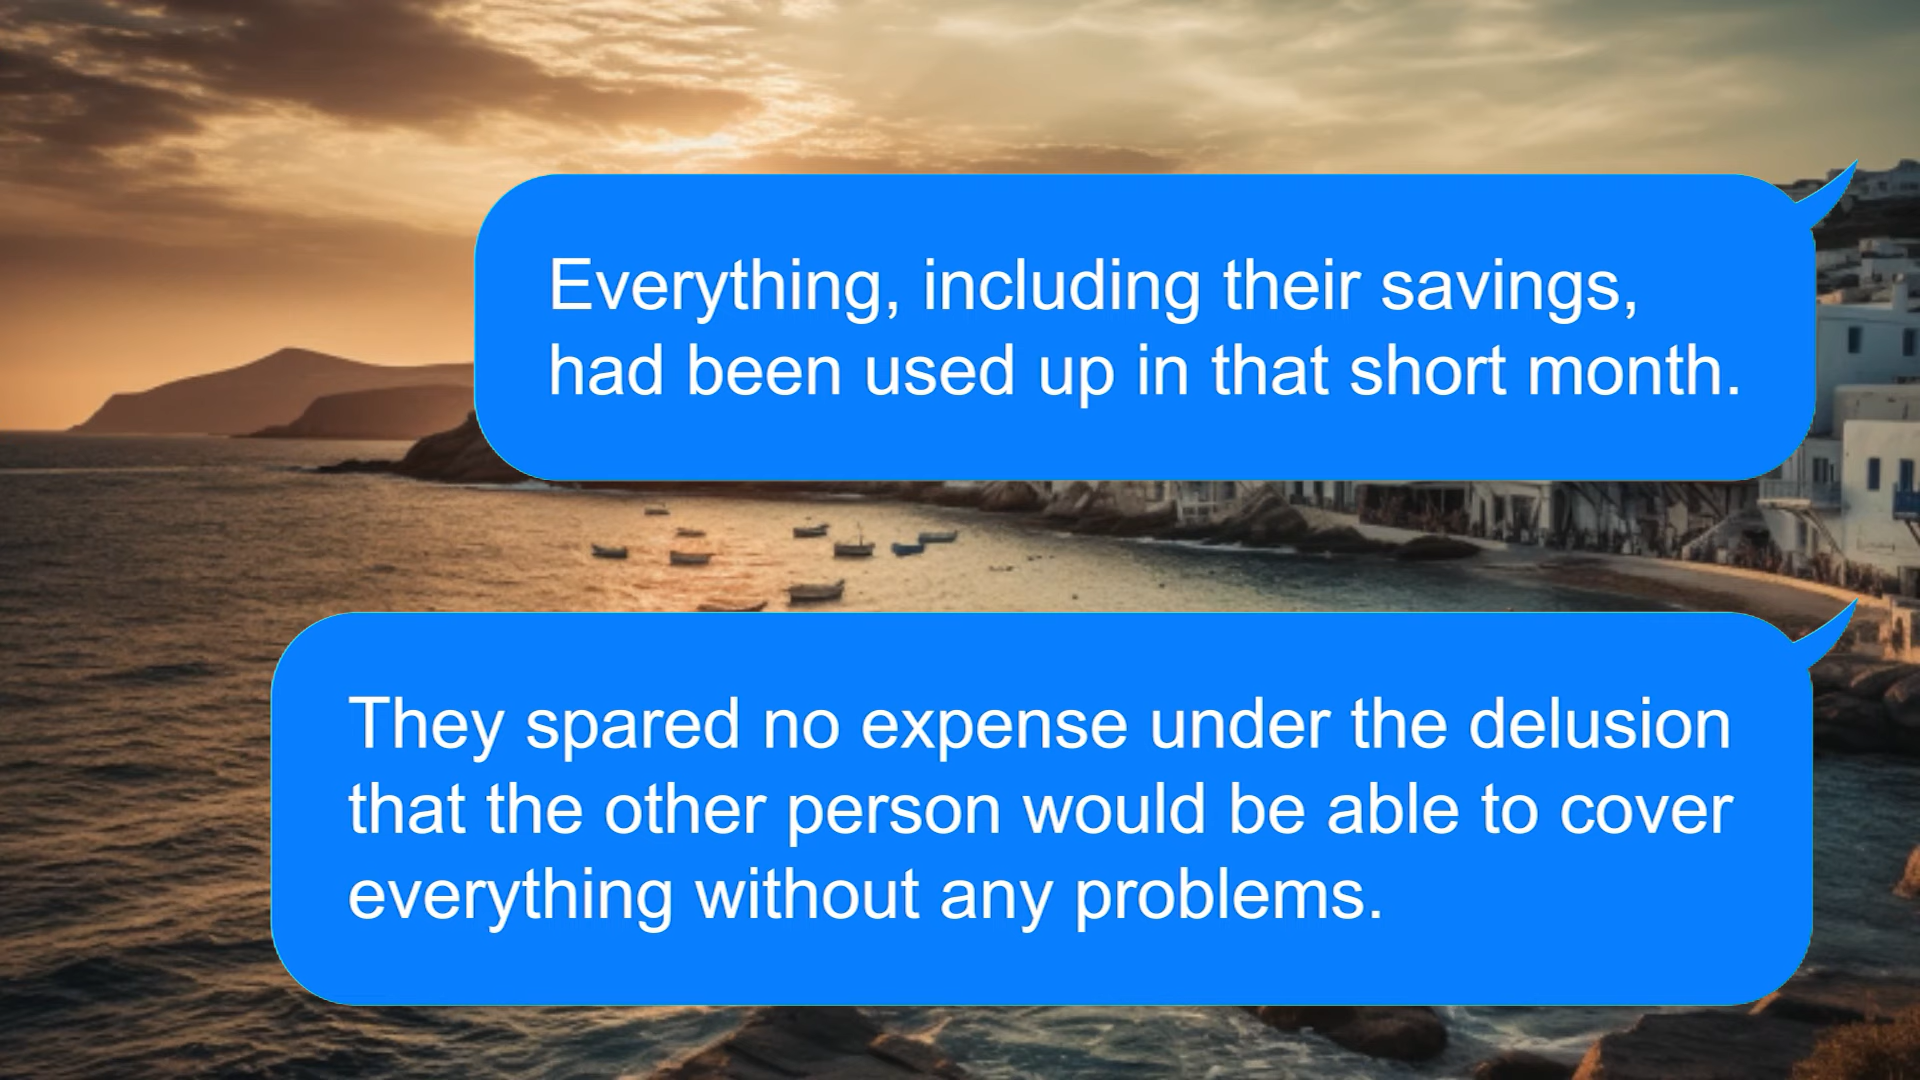 Everything, including their savings,
had been used up in that short month.
They spared no expense under the delusion
that the other person would be able to cover
everything without any problems.